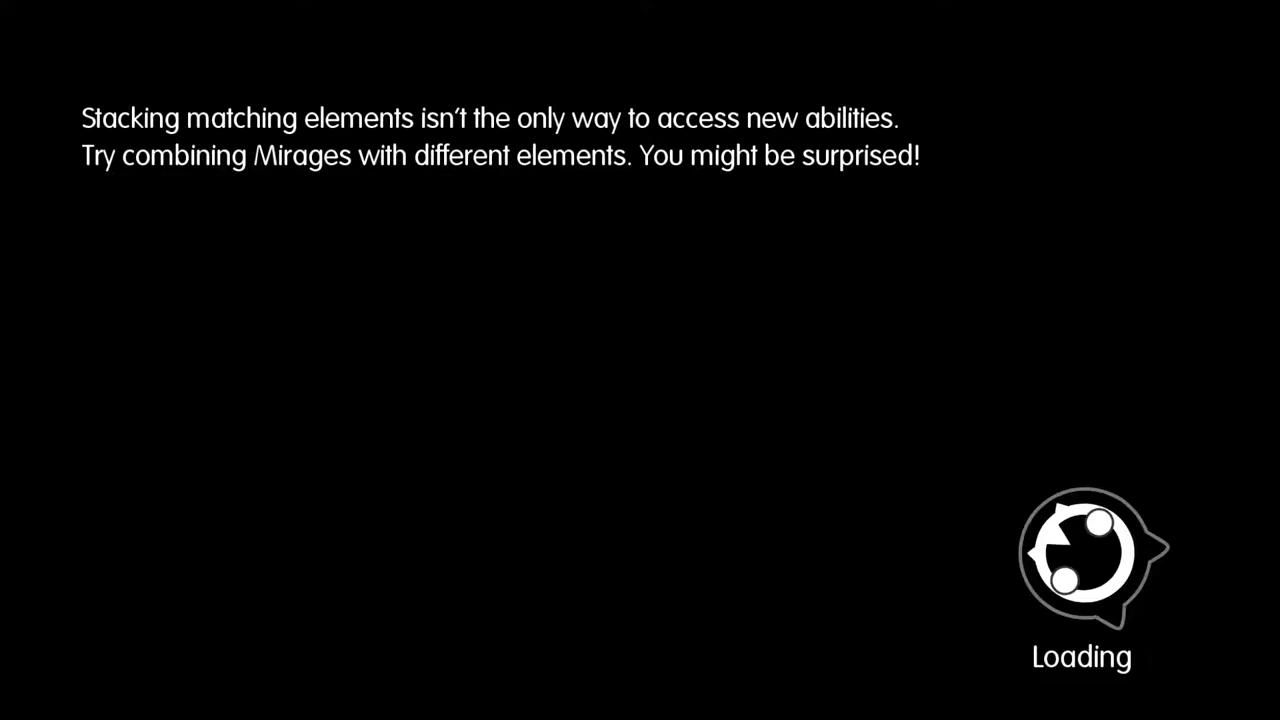 Stacking matching elements isn't the only way to access new abilities.
Try combining Mirages with different elements. You might be surprised!
Loading